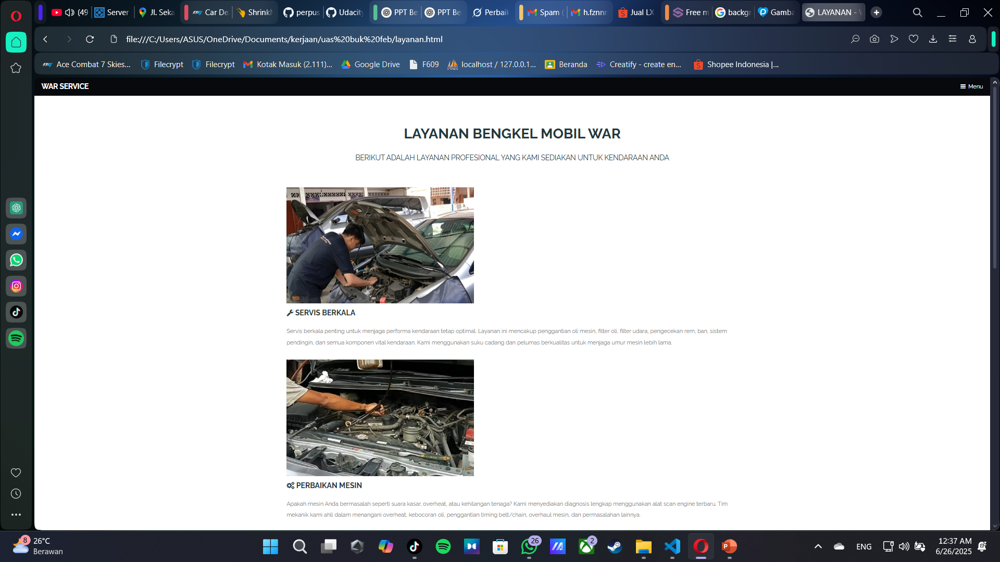 (49
Server
Jl. Seka
Car De
Shrink
perpus
Udacity
PPT Be
PPT Be
Perbaik
Spam (
h.fznnr
Jual LX
Free m
backgr
Gamba
LAYANAN - 
file:///C:/Users/ASUS/OneDrive/Documents/kerjaan/uas%20buk%20feb/layanan.html
Ace Combat 7 Skies...
Filecrypt
Filecrypt
Kotak Masuk (2.111)...
Google Drive
F609
localhost / 127.0.0.1...
Beranda
Creatify - create en...
Shopee Indonesia |...
WAR SERVICE
Menu
LAYANAN BENGKEL MOBIL WAR
BERIKUT ADALAH LAYANAN PROFESIONAL YANG KAMI SEDIAKAN UNTUK KENDARAAN ANDA
SERVIS BERKALA
Servis berkala penting untuk menjaga performa kendaraan tetap optimal. Layanan ini mencakup penggantian oli mesin, filter oli, filter udara, pengecekan rem, ban, sistem
pendingin, dan semua komponen vital kendaraan. Kami menggunakan suku cadang dan pelumas berkualitas untuk menjaga umur mesin lebih lama.
PERBAIKAN MESIN
Apakah mesin Anda bermasalah seperti suara kasar, overheat, atau kehilangan tenaga? Kami menyediakan diagnosis lengkap menggunakan alat scan engine terbaru. Tim
mekanik kami ahli dalam menangani overheat, kebocoran oli, penggantian timing belt/chain, overhaul mesin, dan permasalahan lainnya.
8
26°C
Berawan
26
2
ENG
12:37 AM
6/26/2025